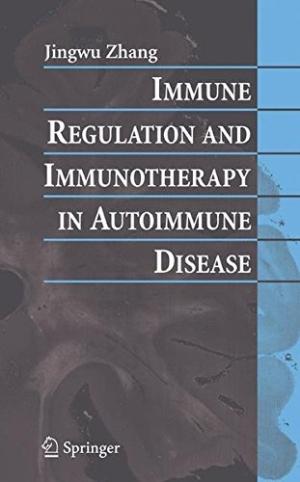 Jingwu Zhang
IMMUNE
REGULATION AND
IMMUNOTHERAPY
IN AUTOIMMUNE
DISEASE
Springer